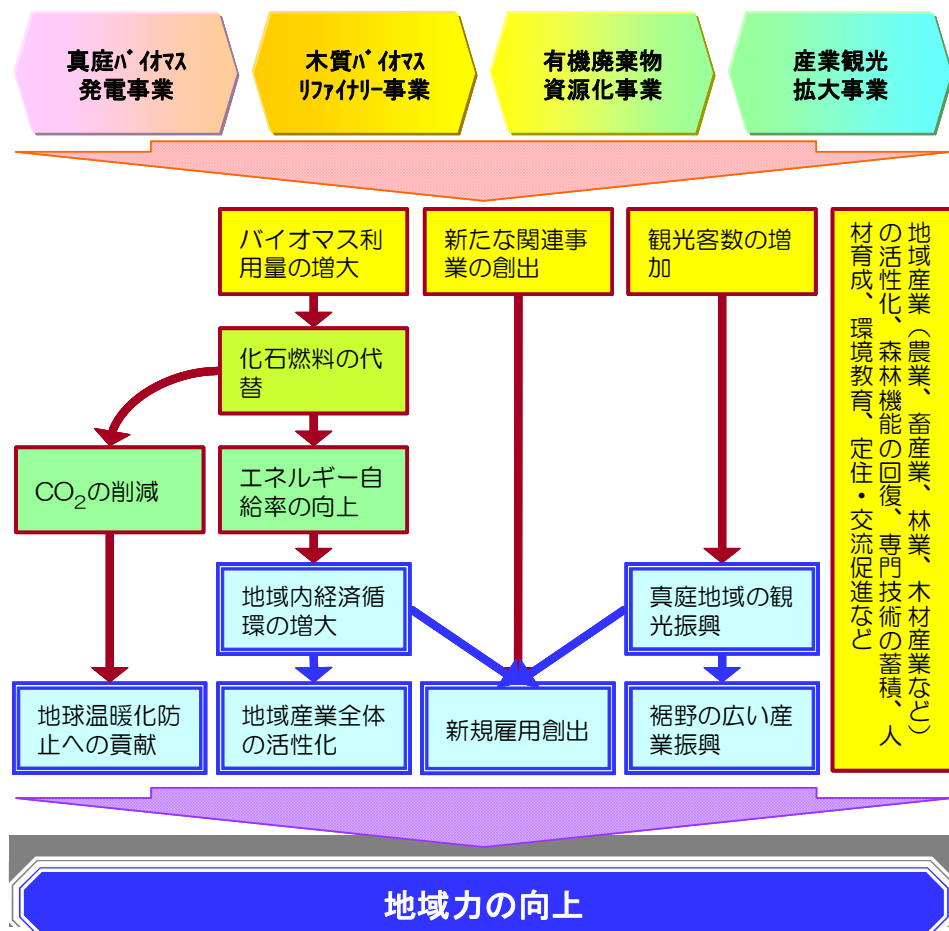 真庭ﾊﾞｲｵﾏｽ
発電事業
木質ﾊﾞｲｵﾏｽ
ﾘﾌｧｲﾅﾘｰ事業
有機廃棄物
資源化事業
産業観光
拡大事業
バイオマス利
用量の増大
新たな関連事
業の創出
観光客数の増
加
地域産業（農業、畜産業、林業、木材産業など）
の活性化、森林機能の回復、専門技術の蓄積、人
材育成、環境教育、定住・交流促進など
化石燃料の代
替
CO₂の削減
エネルギー自
給率の向上
地域内経済循
環の増大
真庭地域の観
光振興
地球温暖化防
止への貢献
地域産業全体
の活性化
新規雇用創出
裾野の広い産
業振興
地域力の向上